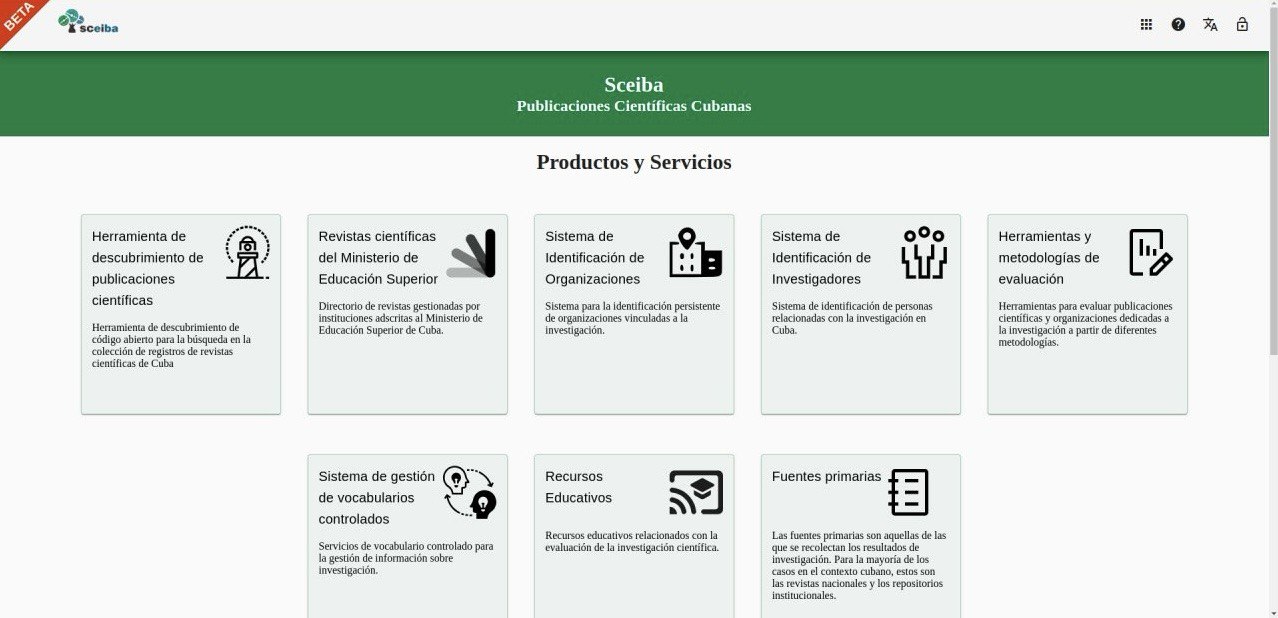 BETA
sceiba
Sceiba
Publicaciones Científicas Cubanas
Productos y Servicios
Herramienta de
descubrimiento de
publicaciones
científicas
Herramienta de descubrimiento de
código abierto para la búsqueda en la
colección de registros de revistas
científicas de Cuba
Revistas científicas
del Ministerio de
Educación Superior
Directorio de revistas gestionadas por
instituciones adscritas al Ministerio de
Educación Superior de Cuba.
Sistema de
Identificación de
Organizaciones
Sistema para la identificación persistente
de organizaciones vinculadas a la
investigación.
Sistema de
Identificación de
Investigadores
Sistema de identificación de personas
relacionadas con la investigación en
Cuba.
Herramientas y
metodologías de
evaluación
Herramientas para evaluar publicaciones
científicas y organizaciones dedicadas a
la investigación a partir de diferentes
metodologías.
Sistema de gestión
de vocabularios
controlados
Servicios de vocabulario controlado para
la gestión de información sobre
investigación.
Recursos
Educativos
Recursos educativos relacionados con la
evaluación de la investigación científica.
Fuentes primarias
Las fuentes primarias son aquellas de las
que se recolectan los resultados de
investigación. Para la mayoría de los
casos en el contexto cubano, estos son
las revistas nacionales y los repositorios
institucionales.